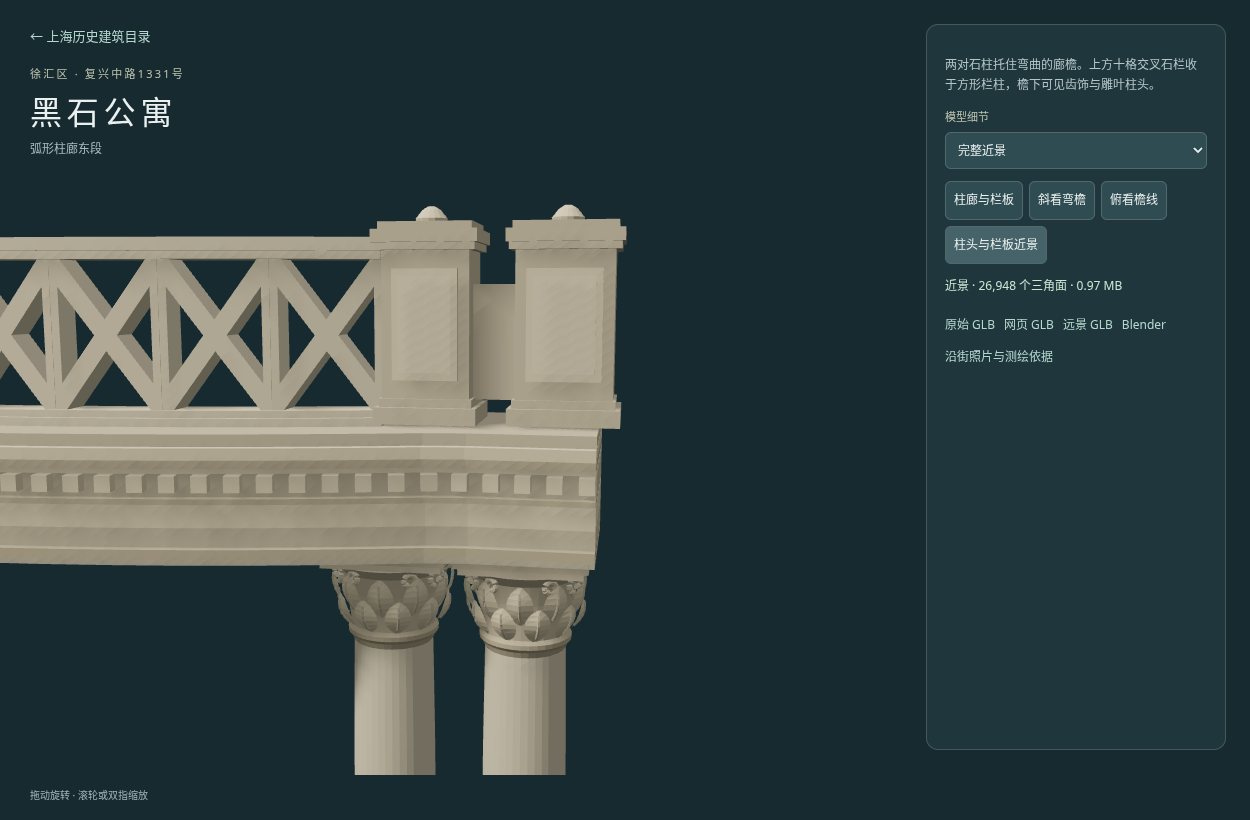 ← 上海历史建筑目录
徐汇区 · 复兴中路1331号
黑石公寓
弧形柱廊东段
两对石柱托住弯曲的廊檐。上方十格交叉石栏收
于方形栏柱，檐下可见齿饰与雕叶柱头。
模型细节
完整近景
柱廊与栏板 斜看弯檐 俯看檐线
柱头与栏板近景
近景 · 26,948 个三角面 · 0.97 MB
原始 GLB 网页 GLB 远景 GLB Blender
沿街照片与测绘依据
拖动旋转 · 滚轮或双指缩放